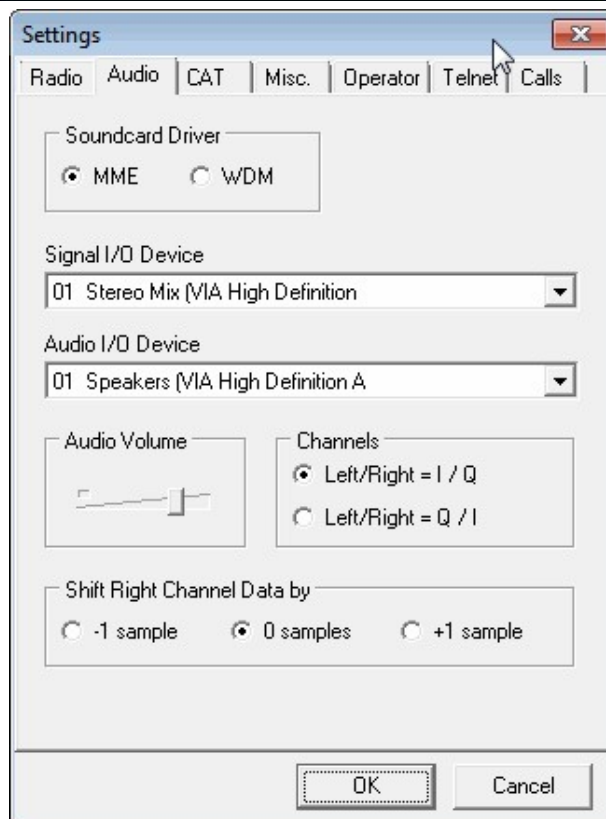 Settings
Radio Audio CAT Misc. Operator Telnet Calls
Soundcard Driver
MME WDM
Signal I/O Device
01 Stereo Mix (VIA High Definition
Audio I/O Device
01 Speakers (VIA High Definition A
Audio Volume Channels
Left/Right = I / Q
Left/Right = Q / I
Shift Right Channel Data by
-1 sample 0 samples +1 sample
OK Cancel